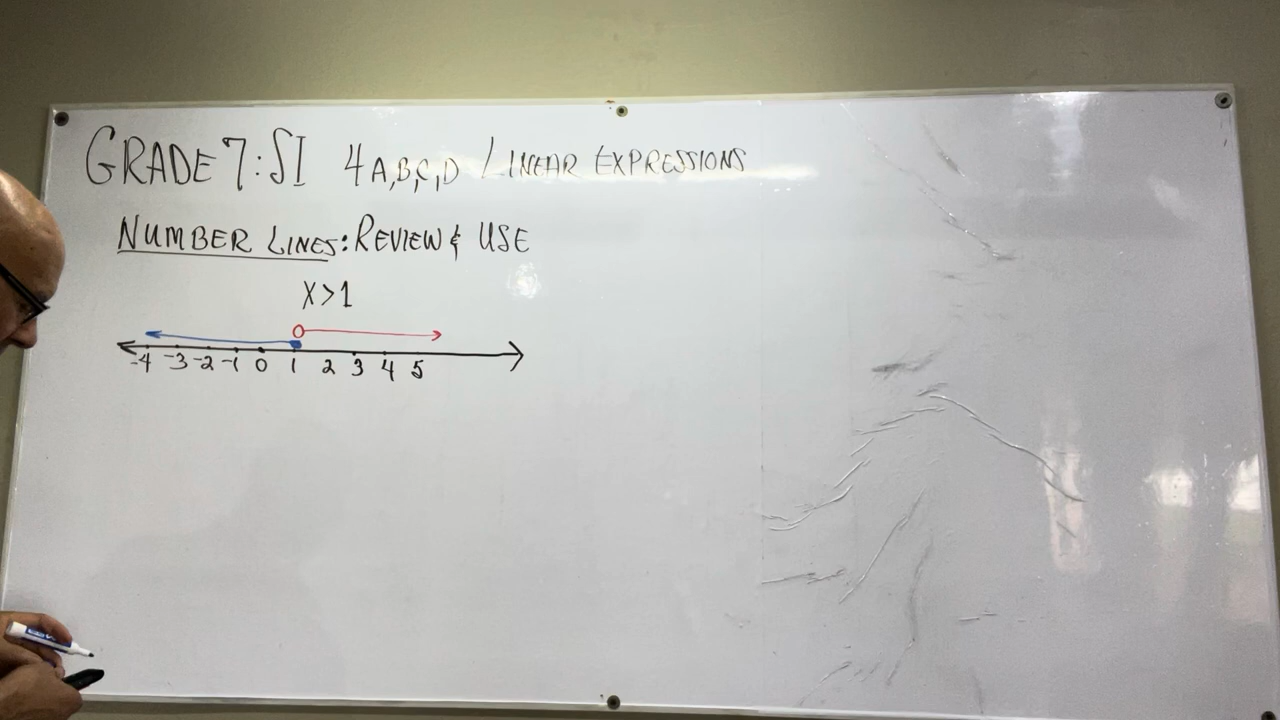 GRADE 7: SI 4A,B,C,D LINEAR EXPRESSIONS
NUMBER LINES: REVIEW & USE
X>1
-4 -3 -2 -1 0 1 2 3 4 5